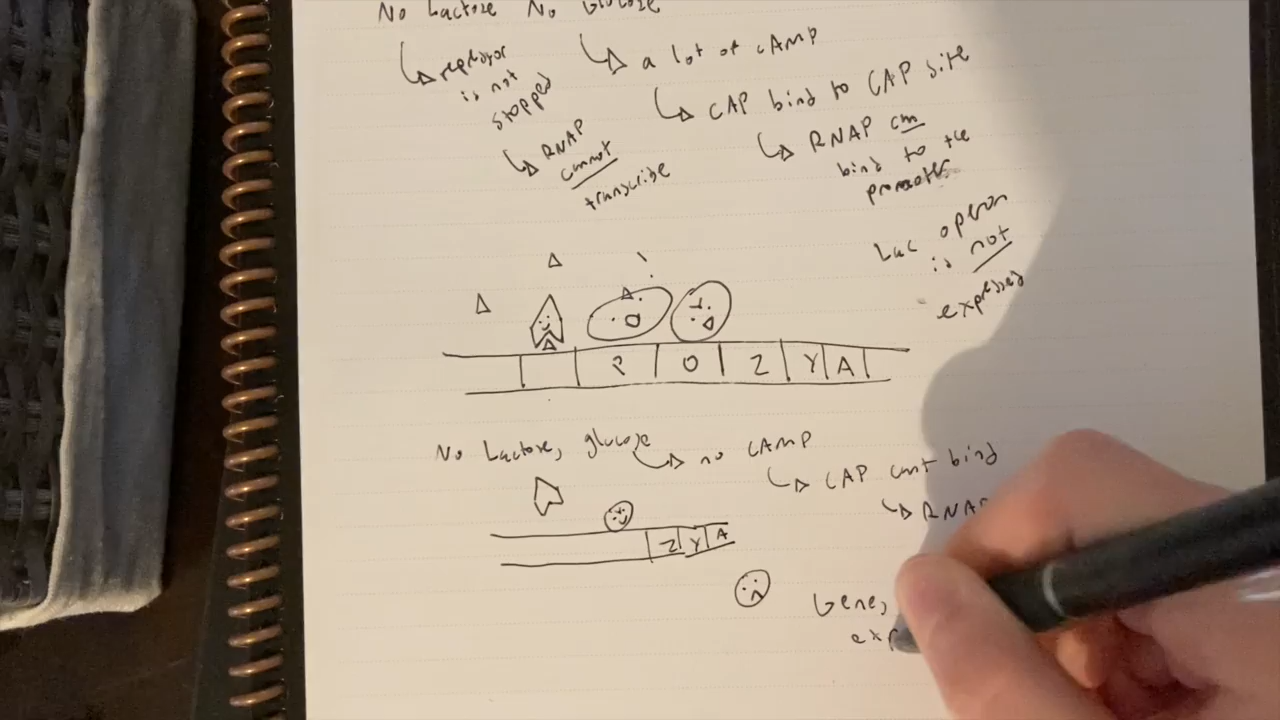 No Lactose No Glucose
repressor
is not
stopped
RNAP
cannot
transcribe
a lot of cAMP
CAP bind to CAP site
RNAP can
bind to the
promoter
Lac operon
is not
expressed
P O Z Y A
No Lactose, glucose no cAMP
CAP cant bind
RNAP
Z Y A
Gene,
exp